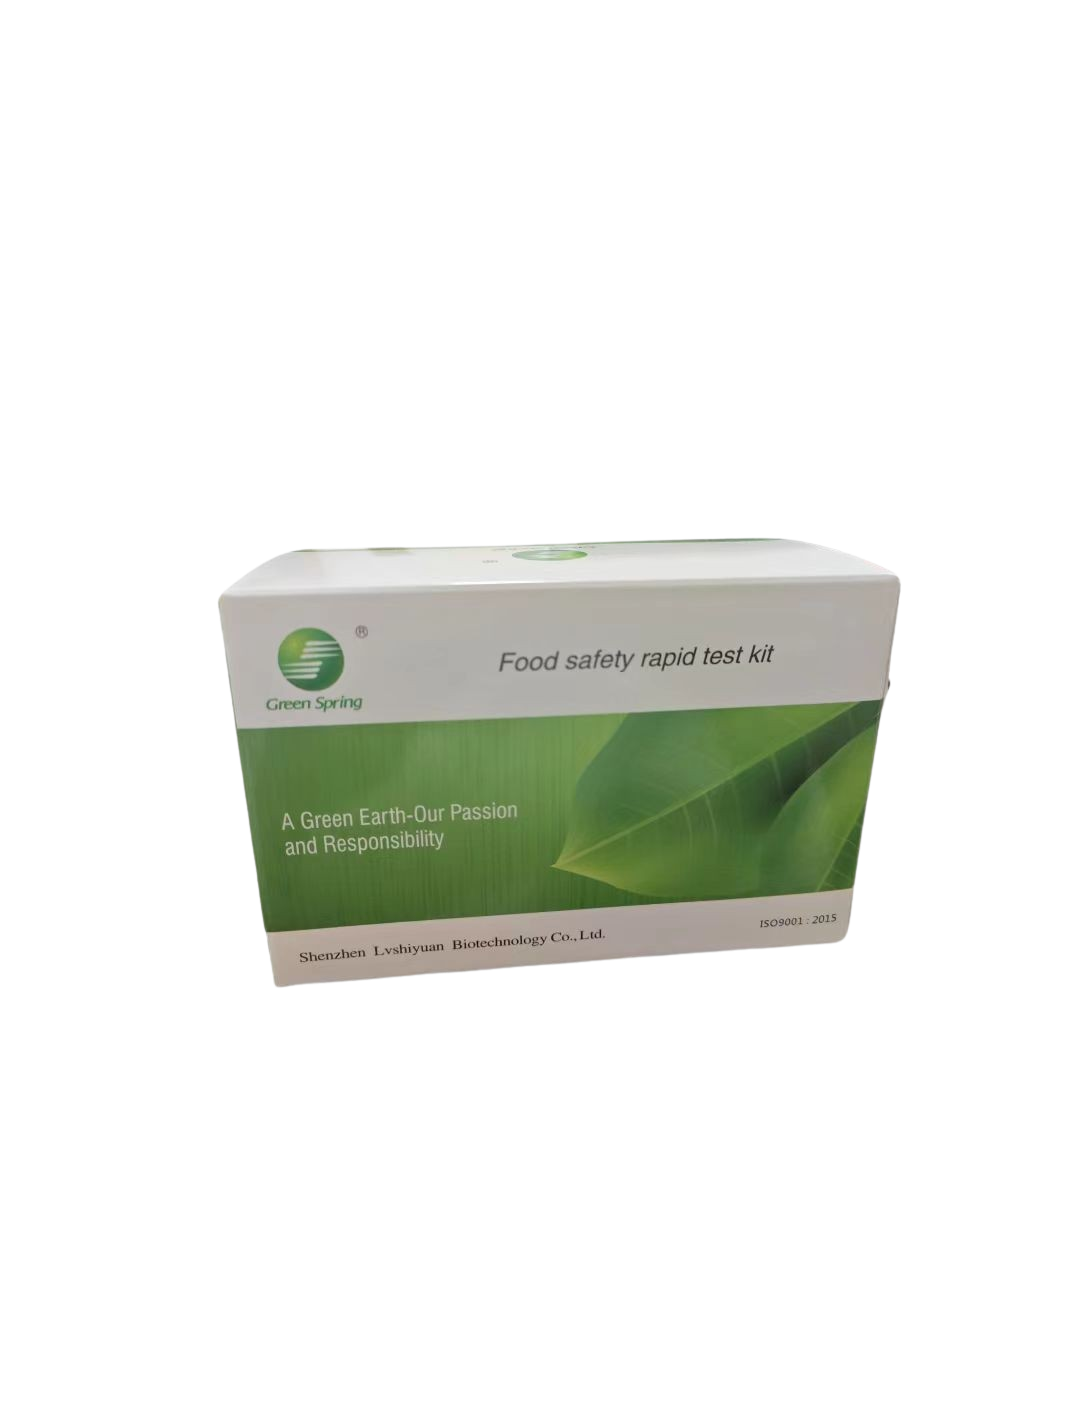 ®
Green Spring
Food safety rapid test kit
A Green Earth-Our Passion
and Responsibility
Shenzhen Lvshiyuan Biotechnology Co., Ltd.
ISO9001 : 2015